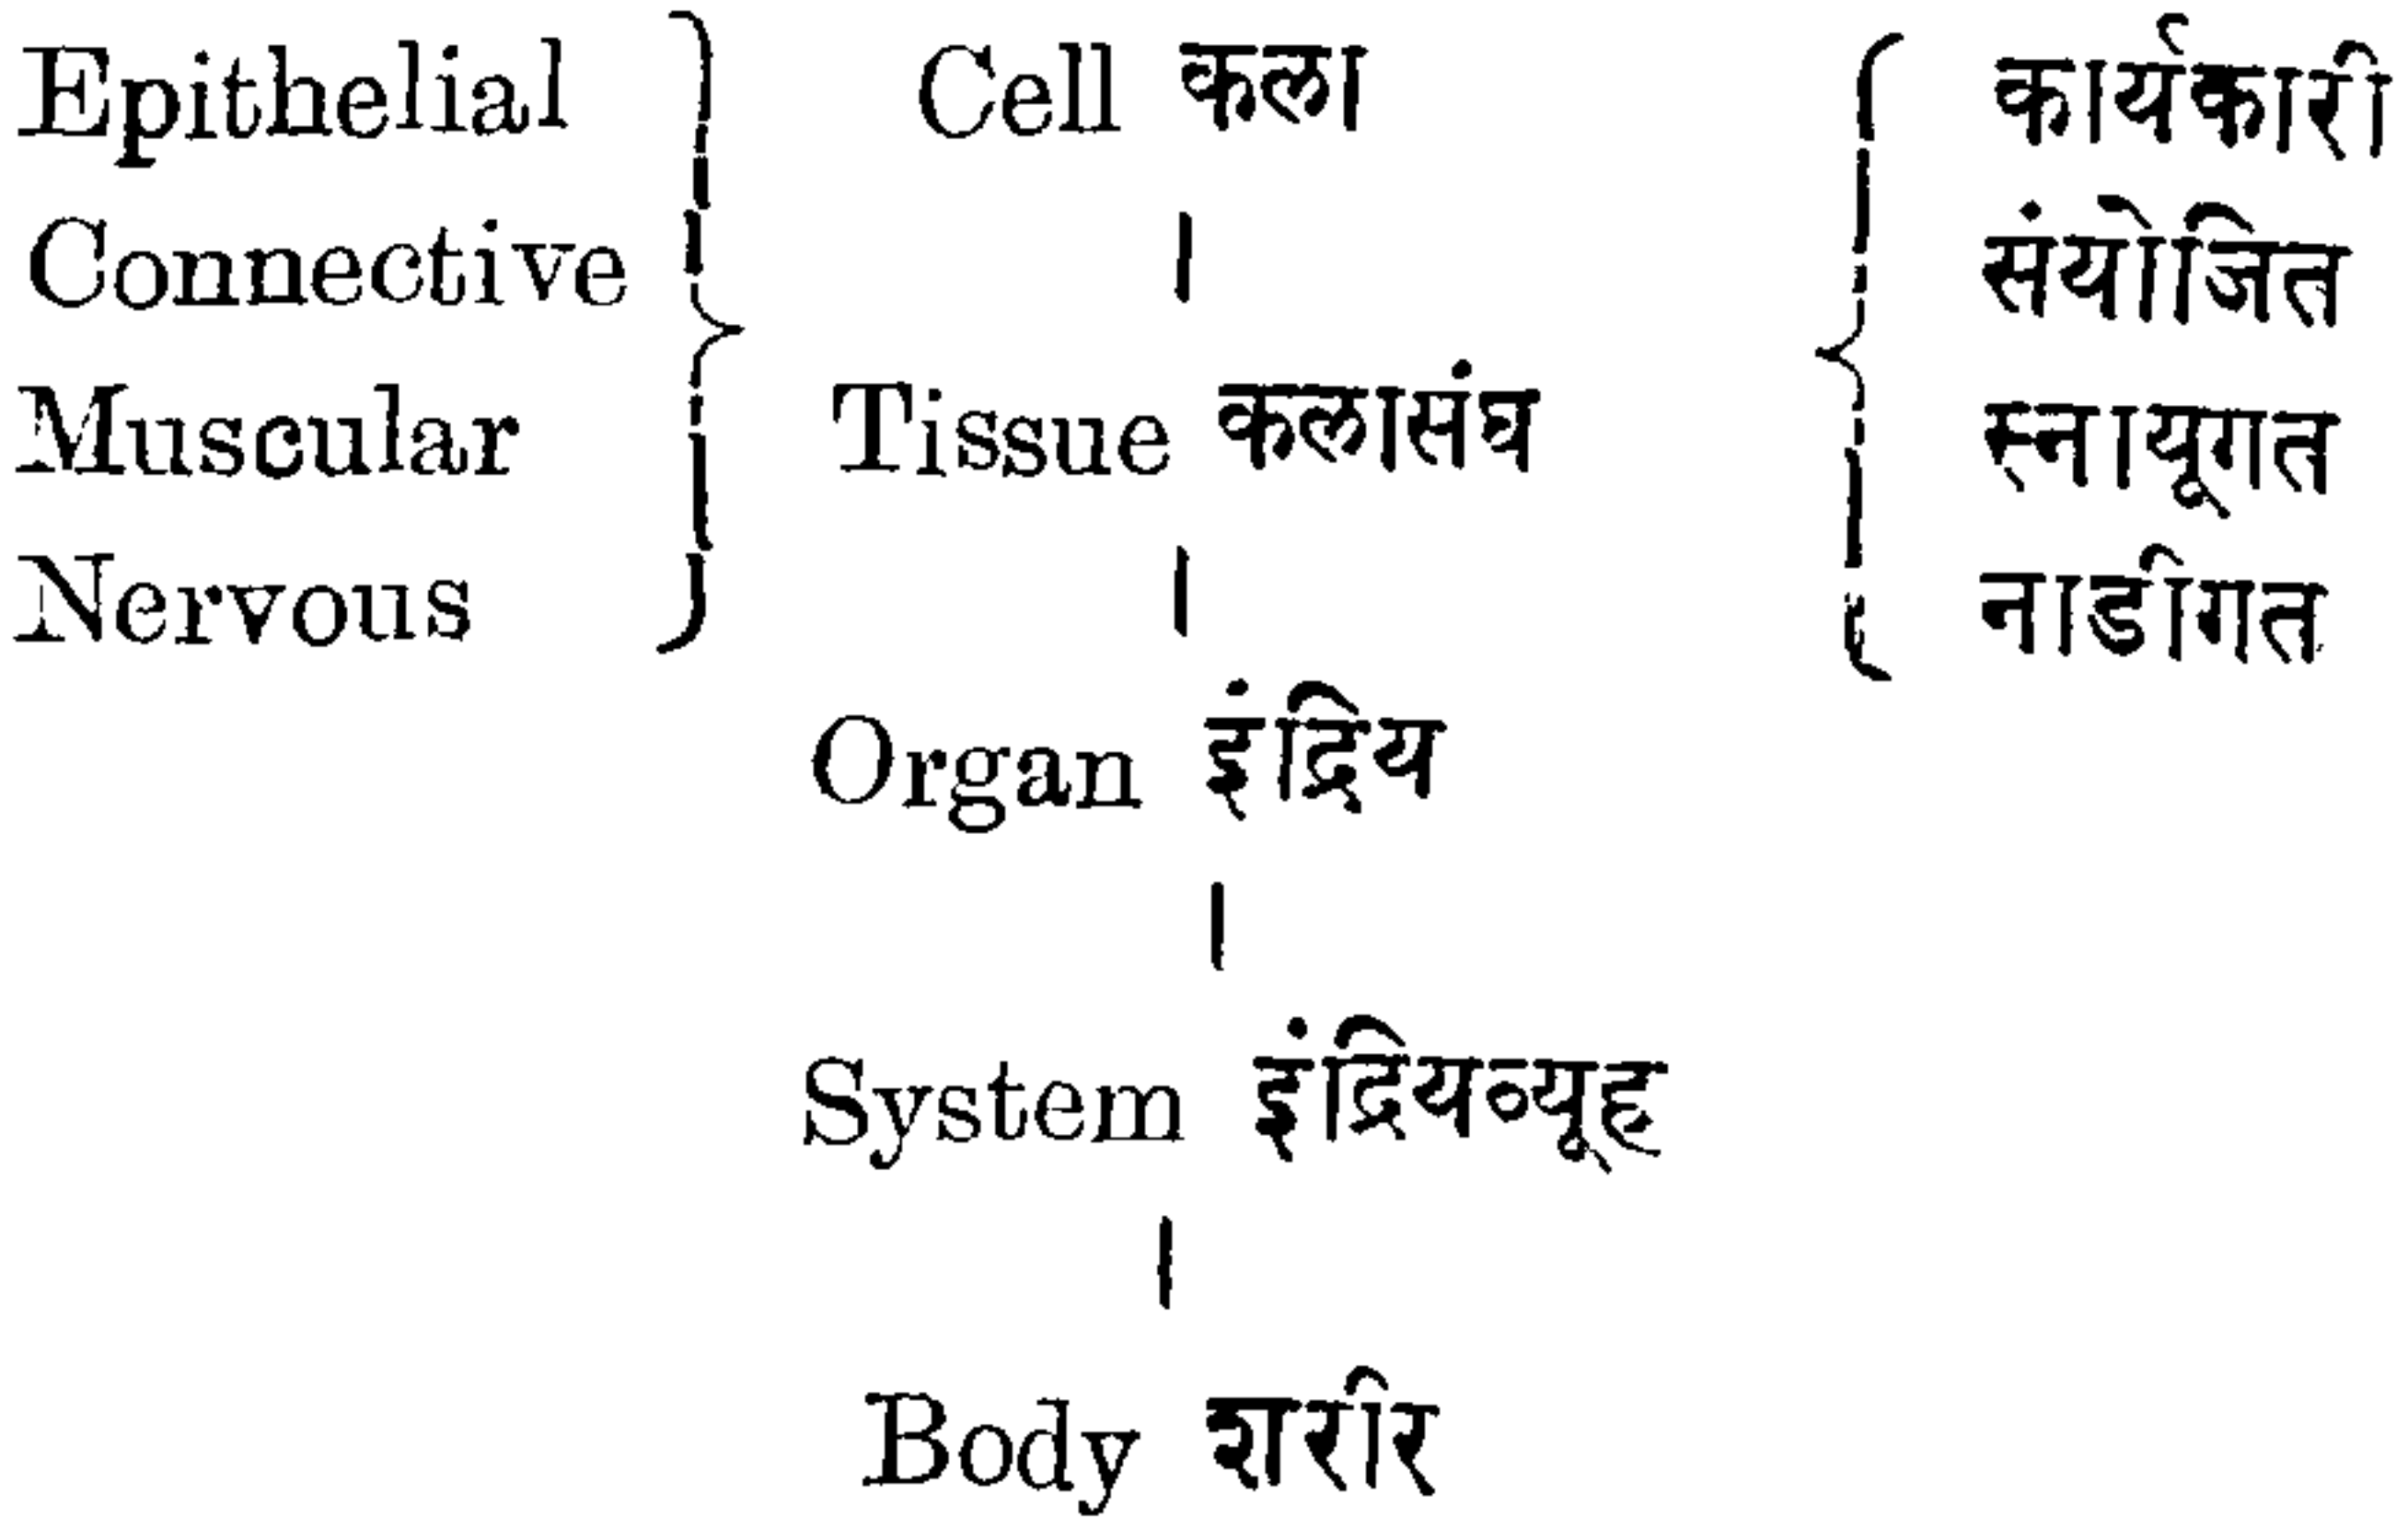 Epithelial Cell कला कार्यकारी
Connective संयोजित
Muscular Tissue कलासंघ स्नायूगत
Nervous नाडीगत
Organ इंद्रिय
System इंद्रियव्यूह
Body शरीर